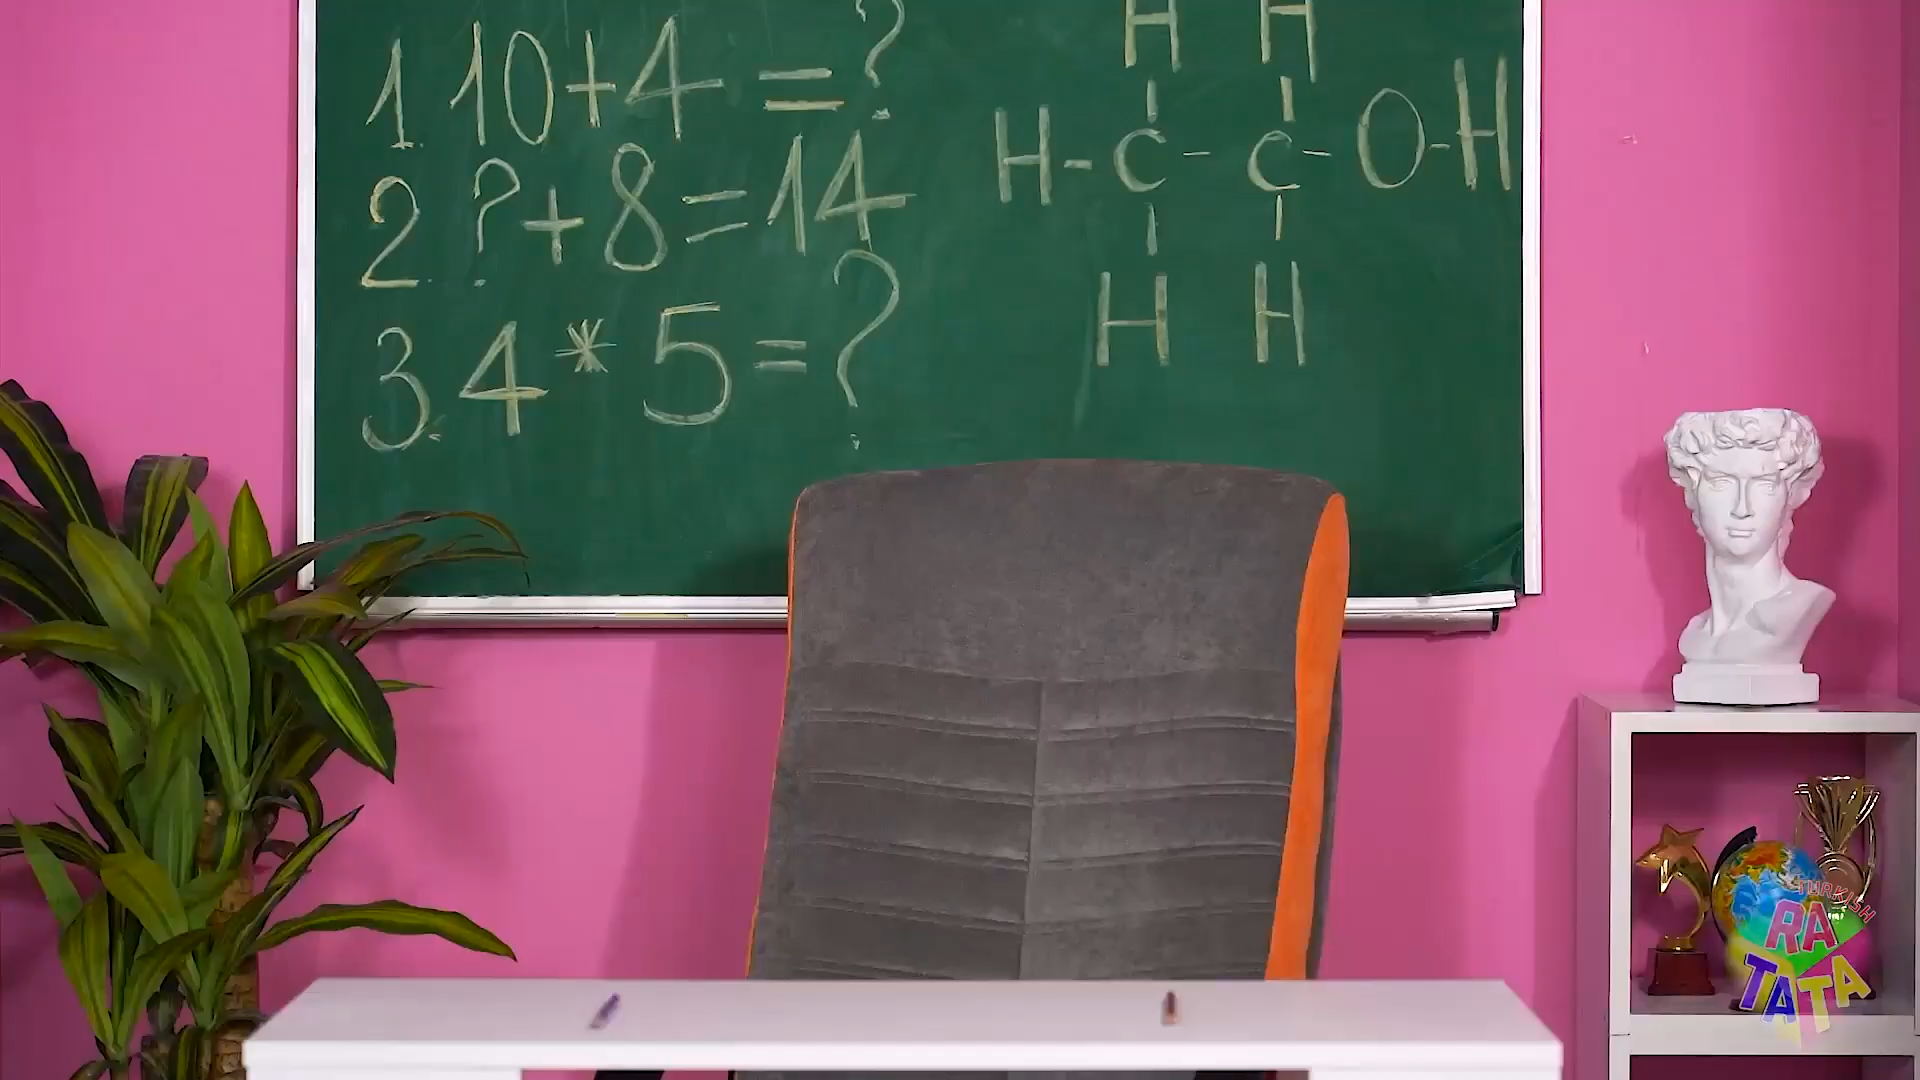 1. 10+4 = ?
2. ?+8=14
3. 4 * 5 = ?
H H
H-C-C-O-H
H H
TURKISH
RA
TATA